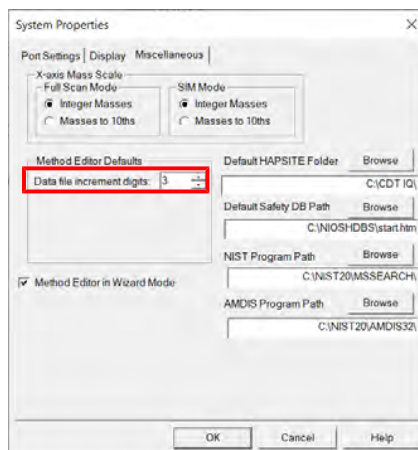 System Properties
Port Settings Display Miscellaneous
X-axis Mass Scale
Full Scan Mode SIM Mode
Integer Masses Integer Masses
Masses to 10ths Masses to 10ths
Method Editor Defaults Default HAPSITE Folder Browse
Data file increment digits: 3
C:\CDT IQ\
Default Safety DB Path Browse
C:\NIOSHDBS\start.htm
NIST Program Path Browse
Method Editor in Wizard Mode C:\NIST20\MSSEARCH\
AMDIS Program Path Browse
C:\NIST20\AMDIS32\
OK Cancel Help